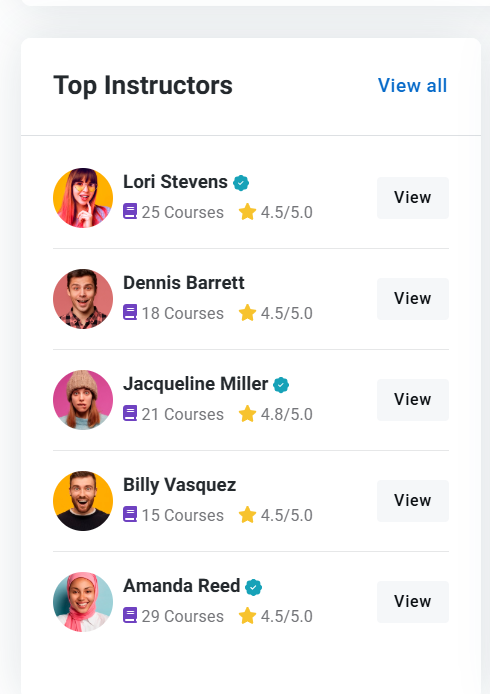 Top Instructors View all
Lori Stevens
25 Courses 4.5/5.0
View
Dennis Barrett
18 Courses 4.5/5.0
View
Jacqueline Miller
21 Courses 4.8/5.0
View
Billy Vasquez
15 Courses 4.5/5.0
View
Amanda Reed
29 Courses 4.5/5.0
View